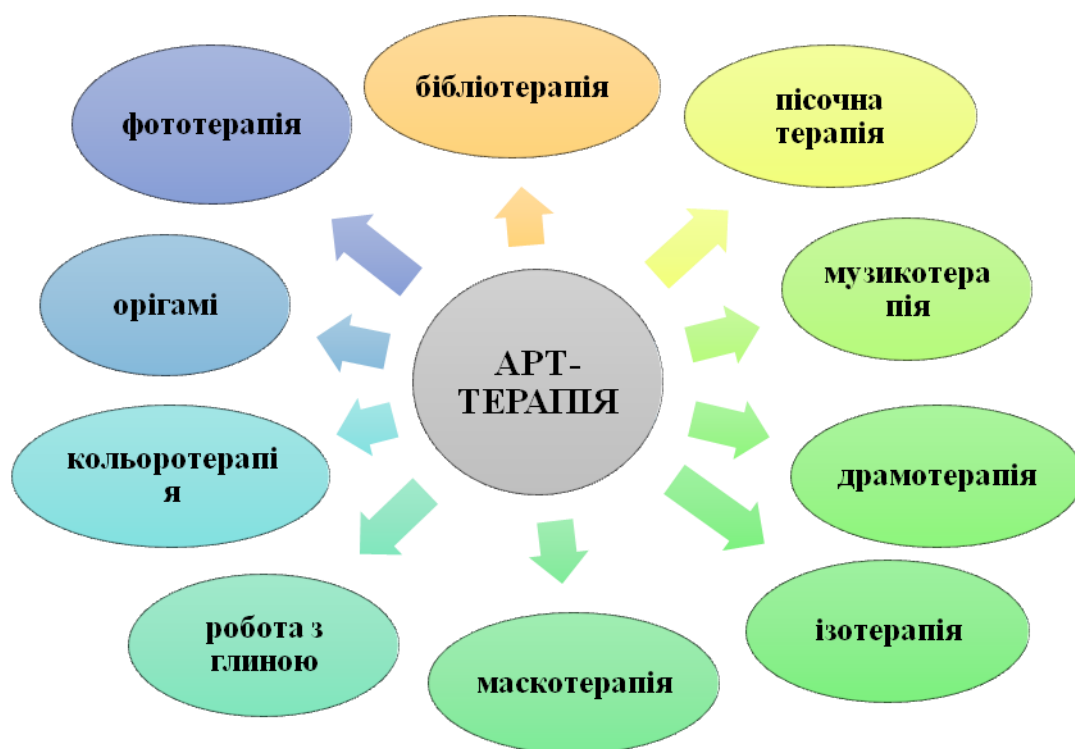 бібліотерапія
пісочна
терапія
музикотера
пія
драмотерапія
ізотерапія
маскотерапія
робота з
глиною
кольоротерапі
я
орігамі
фототерапія
АРТ-
ТЕРАПІЯ